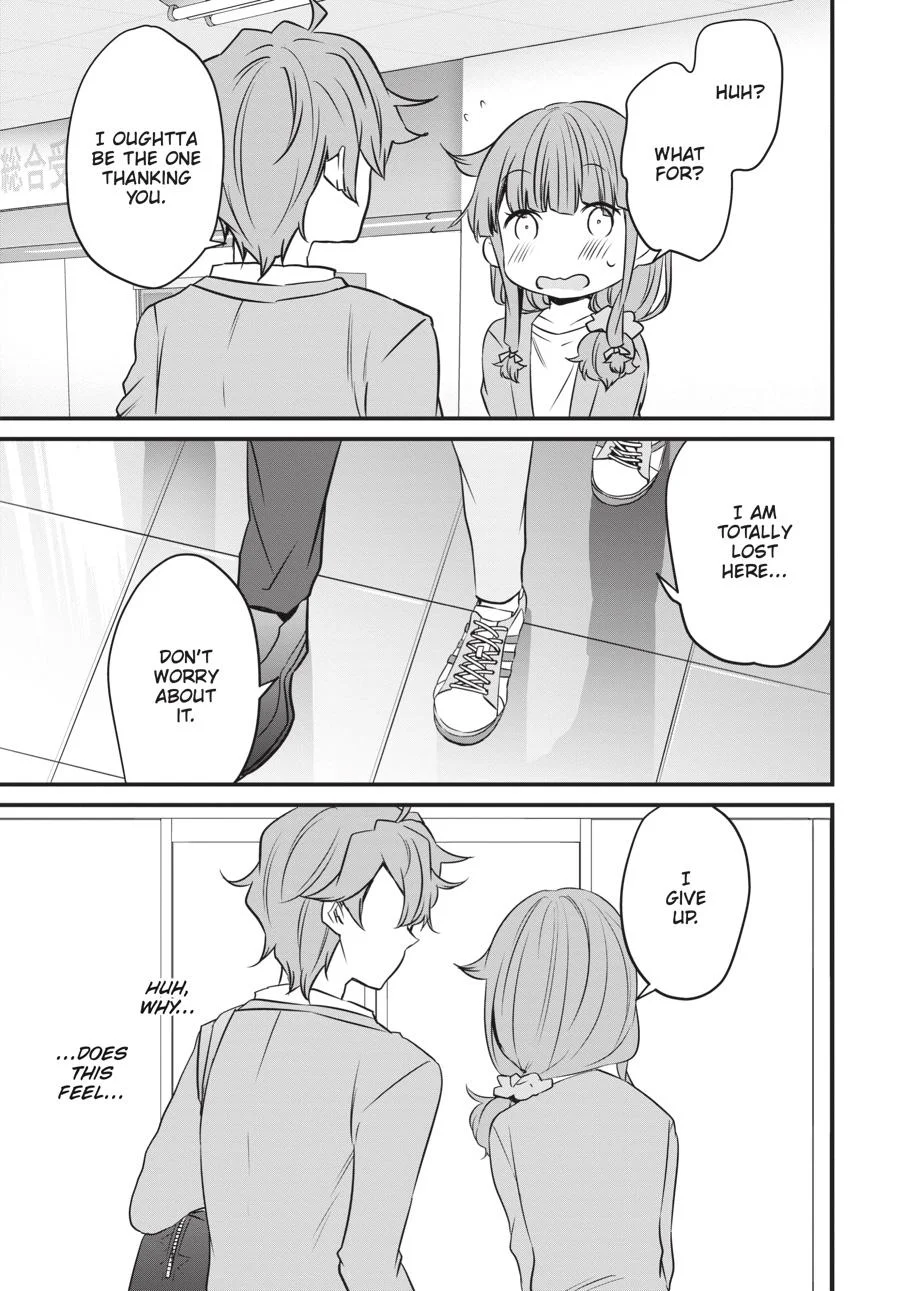 HUH?
WHAT
FOR?
I OUGHTTA
BE THE ONE
THANKING
YOU.
総合受
I AM
TOTALLY
LOST
HERE...
DON'T
WORRY
ABOUT
IT.
I
GIVE
UP.
HUH,
WHY...
...DOES
THIS
FEEL...